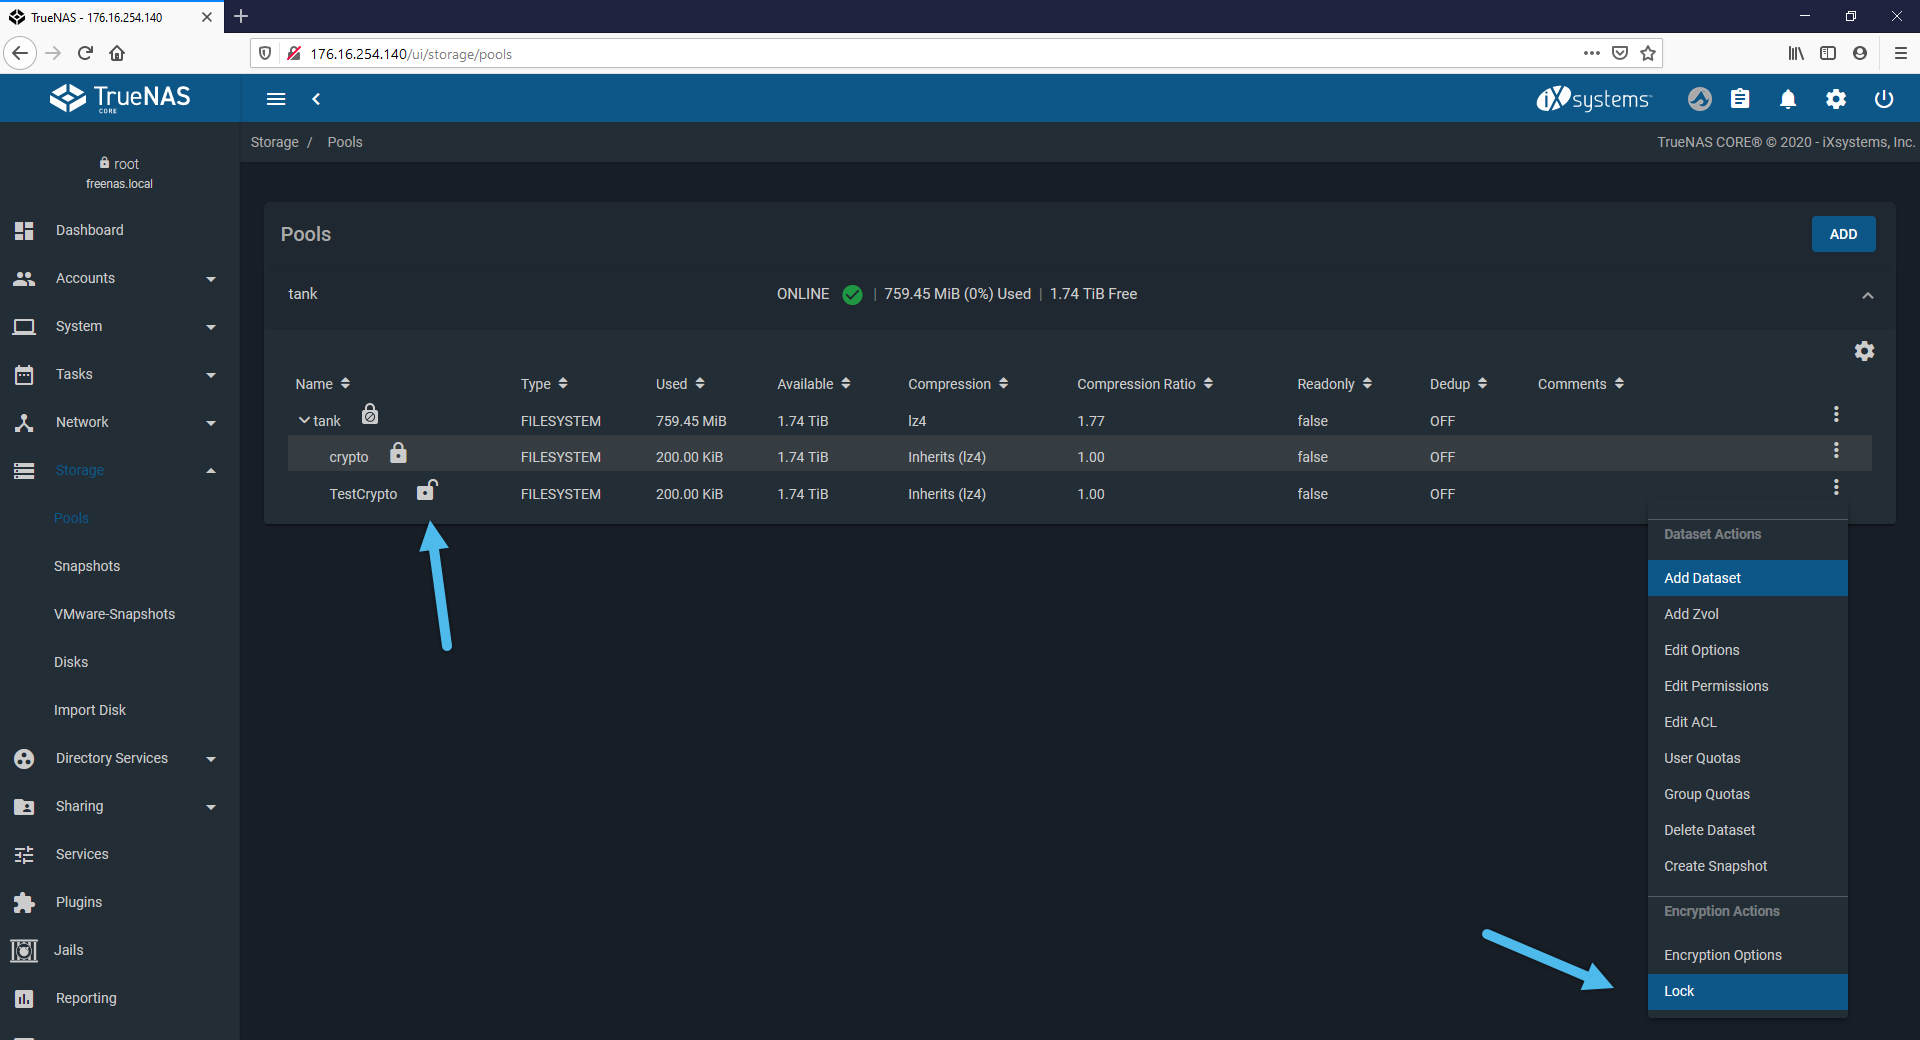 TrueNAS - 176.16.254.140
176.16.254.140/ui/storage/pools
TrueNAS
CORE
iXsystems
Storage / Pools
TrueNAS CORE® © 2020 - iXsystems, Inc.
root
freenas.local
Dashboard
Accounts
System
Tasks
Network
Storage
Pools
Snapshots
VMware-Snapshots
Disks
Import Disk
Directory Services
Sharing
Services
Plugins
Jails
Reporting
Pools
ADD
tank ONLINE | 759.45 MiB (0%) Used | 1.74 TiB Free
Name Type Used Available Compression Compression Ratio Readonly Dedup Comments
tank FILESYSTEM 759.45 MiB 1.74 TiB lz4 1.77 false OFF
crypto FILESYSTEM 200.00 KiB 1.74 TiB Inherits (lz4) 1.00 false OFF
TestCrypto FILESYSTEM 200.00 KiB 1.74 TiB Inherits (lz4) 1.00 false OFF
Dataset Actions
Add Dataset
Add Zvol
Edit Options
Edit Permissions
Edit ACL
User Quotas
Group Quotas
Delete Dataset
Create Snapshot
Encryption Actions
Encryption Options
Lock